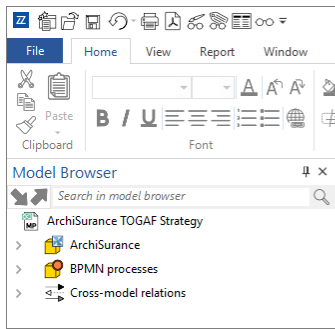 File Home View Report Window
Paste
B I U
Clipboard Font
Model Browser
Search in model browser
MP ArchiSurance TOGAF Strategy
ArchiSurance
BPMN processes
Cross-model relations